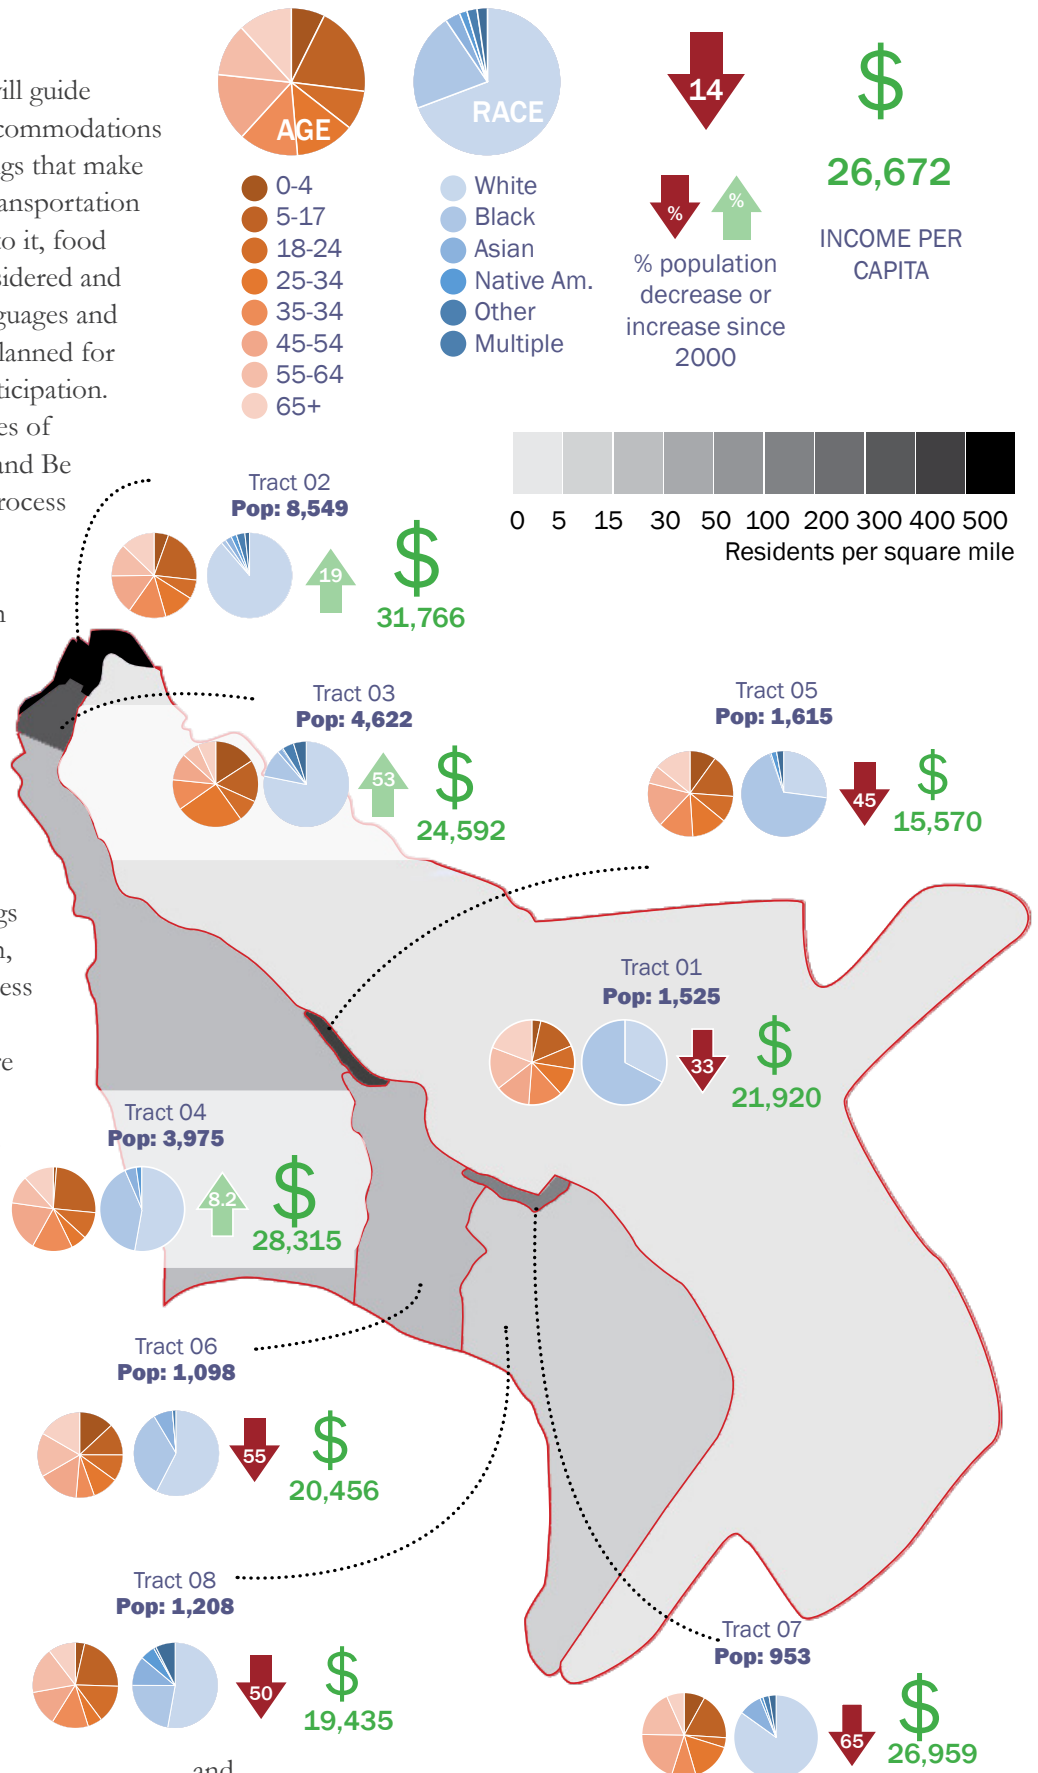 will guide
commodations
gs that make
ansportation
to it, food
sidered and
guages and
lanned for
ticipation.
es of
and Be
rocess
n
gs
n,
ess
re
and
AGE
0-4
5-17
18-24
25-34
35-34
45-54
55-64
65+
RACE
White
Black
Asian
Native Am.
Other
Multiple
14
%
%
% population
decrease or
increase since
2000
$
26,672
INCOME PER
CAPITA
0 5 15 30 50 100 200 300 400 500
Residents per square mile
Tract 02
Pop: 8,549
19
$
31,766
Tract 03
Pop: 4,622
53
$
24,592
Tract 05
Pop: 1,615
45
$
15,570
Tract 01
Pop: 1,525
33
$
21,920
Tract 04
Pop: 3,975
8.2
$
28,315
Tract 06
Pop: 1,098
55
$
20,456
Tract 08
Pop: 1,208
50
$
19,435
Tract 07
Pop: 953
65
$
26,959